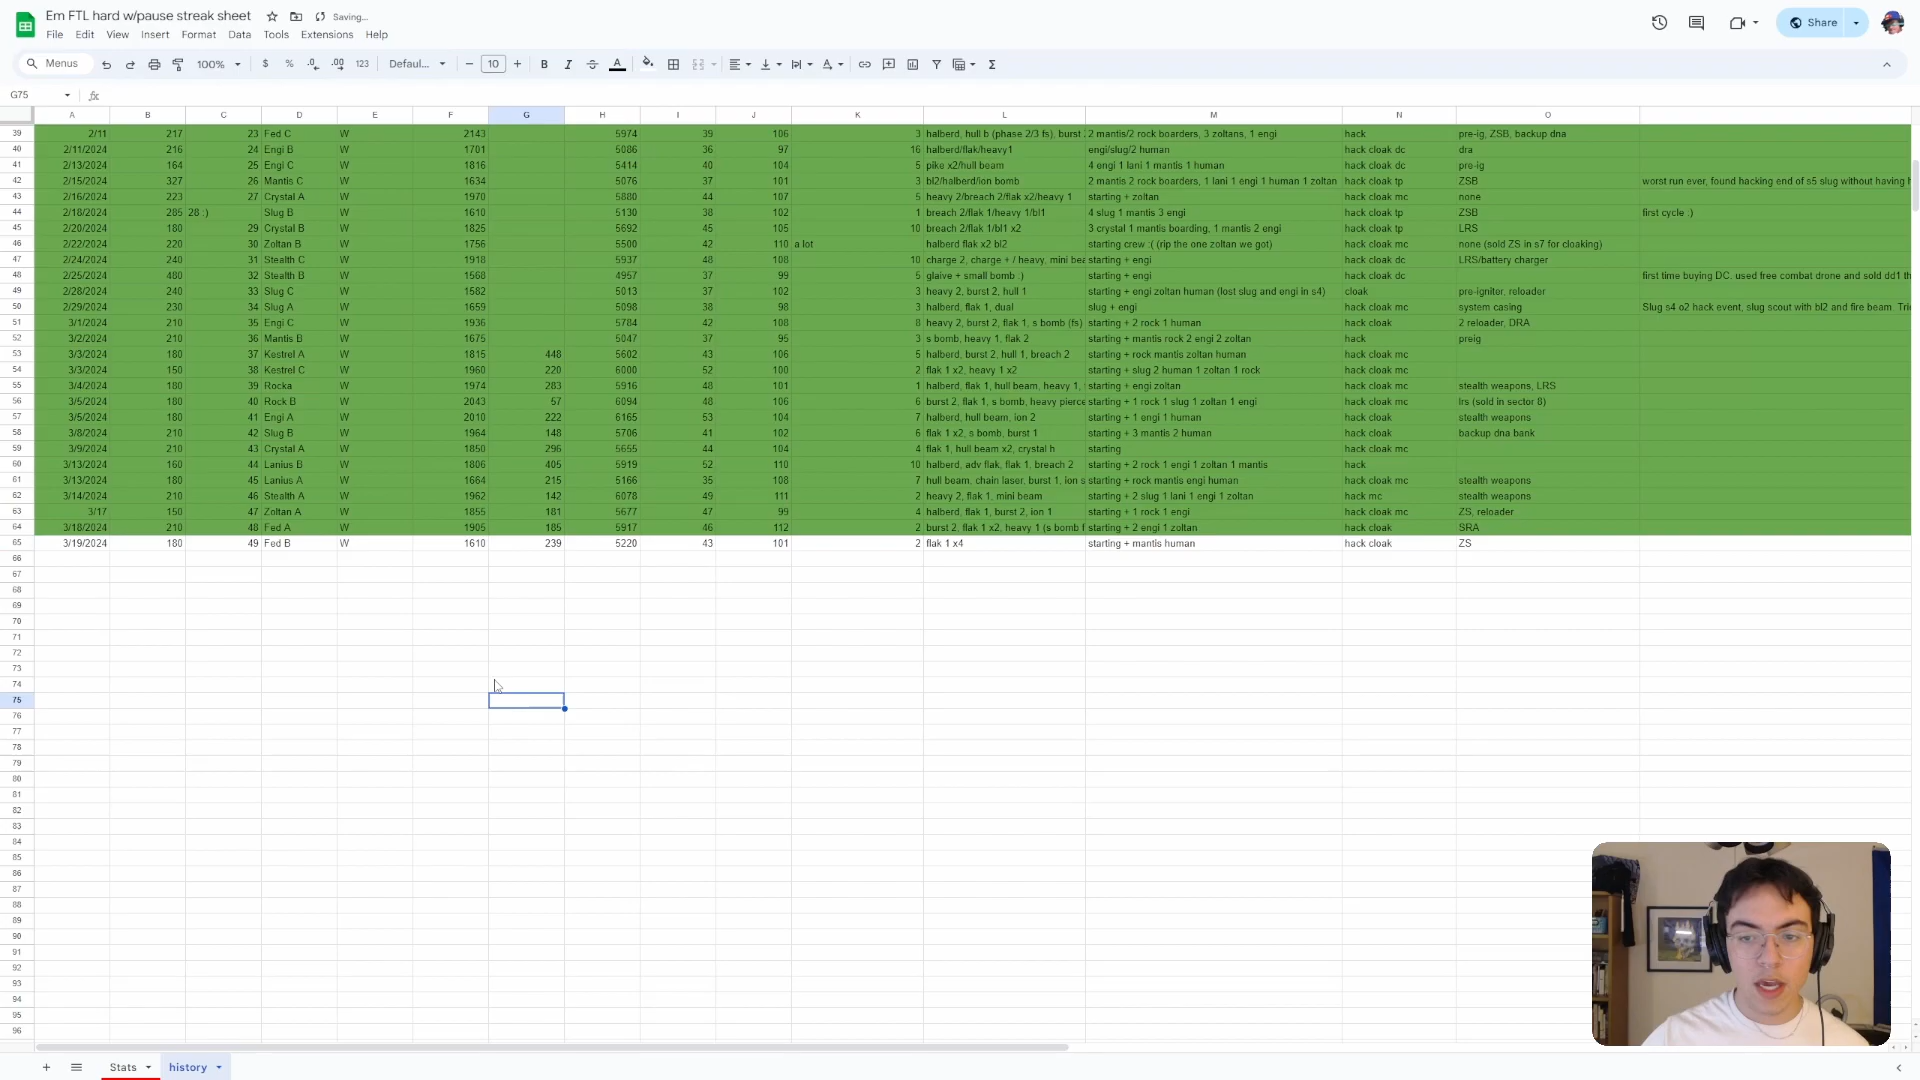 Em FTL hard w/pause streak sheet Saving...
File Edit View Insert Format Data Tools Extensions Help
Share
Menus 100% $ % .0 .00 123 Defaul... 10 B I A
G75 fx
A B C D E F G H I J K L M N O
39 2/11 217 23 Fed C W 2143 5974 39 106 3 halberd, hull b (phase 2/3 fs), burst 2 mantis/2 rock boarders, 3 zoltans, 1 engi hack pre-ig, ZSB, backup dna
40 2/11/2024 216 24 Engi B W 1701 5086 36 97 16 halberd/flak/heavy1 engi/slug/2 human hack cloak dc dra
41 2/13/2024 164 25 Engi C W 1816 5414 40 104 5 pike x2/hull beam 4 engi 1 lani 1 mantis 1 human hack cloak dc pre-ig
42 2/15/2024 327 26 Mantis C W 1634 5076 37 101 3 bl2/halberd/ion bomb 2 mantis 2 rock boarders, 1 lani 1 engi 1 human 1 zoltan hack cloak tp ZSB worst run ever, found hacking end of s5 slug without having h
43 2/16/2024 223 27 Crystal A W 1970 5880 44 107 5 heavy 2/breach 2/flak x2/heavy 1 starting + zoltan hack cloak mc none
44 2/18/2024 285 28 :) Slug B W 1610 5130 38 102 1 breach 2/flak 1/heavy 1/bl1 4 slug 1 mantis 3 engi hack cloak tp ZSB first cycle :)
45 2/20/2024 180 29 Crystal B W 1825 5692 45 105 10 breach 2/flak 1/bl1 x2 3 crystal 1 mantis boarding, 1 mantis 2 engi hack cloak tp LRS
46 2/22/2024 220 30 Zoltan B W 1756 5500 42 110 a lot halberd flak x2 bl2 starting crew :( (rip the one zoltan we got) hack cloak mc none (sold ZS in s7 for cloaking)
47 2/24/2024 240 31 Stealth C W 1918 5937 48 108 10 charge 2, charge + / heavy, mini bea starting + engi hack cloak dc LRS/battery charger
48 2/25/2024 480 32 Stealth B W 1568 4957 37 99 5 glaive + small bomb :) starting + engi hack cloak dc first time buying DC. used free combat drone and sold dd1 th
49 2/28/2024 240 33 Slug C W 1582 5013 37 102 3 heavy 2, burst 2, hull 1 starting + engi zoltan human (lost slug and engi in s4) cloak pre-igniter, reloader
50 2/29/2024 230 34 Slug A W 1659 5098 38 98 3 halberd, flak 1, dual slug + engi hack cloak mc system casing Slug s4 o2 hack event, slug scout with bl2 and fire beam. Tri
51 3/1/2024 210 35 Engi C W 1936 5784 42 108 8 heavy 2, burst 2, flak 1, s bomb (fs) starting + 2 rock 1 human hack cloak 2 reloader, DRA
52 3/2/2024 210 36 Mantis B W 1675 5047 37 95 3 s bomb, heavy 1, flak 2 starting + mantis rock 2 engi 2 zoltan hack preig
53 3/3/2024 180 37 Kestrel A W 1815 448 5602 43 106 5 halberd, burst 2, hull 1, breach 2 starting + rock mantis zoltan human hack cloak mc
54 3/3/2024 150 38 Kestrel C W 1960 220 6000 52 100 2 flak 1 x2, heavy 1 x2 starting + slug 2 human 1 zoltan 1 rock hack cloak mc
55 3/4/2024 180 39 Rocka W 1974 283 5916 48 101 1 halberd, flak 1, hull beam, heavy 1, starting + engi zoltan hack cloak mc stealth weapons, LRS
56 3/5/2024 180 40 Rock B W 2043 57 6094 48 106 6 burst 2, flak 1, s bomb, heavy pierce starting + 1 rock 1 slug 1 zoltan 1 engi hack cloak mc lrs (sold in sector 8)
57 3/5/2024 180 41 Engi A W 2010 222 6165 53 104 7 halberd, hull beam, ion 2 starting + 1 engi 1 human hack cloak stealth weapons
58 3/8/2024 210 42 Slug B W 1964 148 5706 41 102 6 flak 1 x2, s bomb, burst 1 starting + 3 mantis 2 human hack cloak backup dna bank
59 3/9/2024 210 43 Crystal A W 1850 296 5655 44 104 4 flak 1, hull beam x2, crystal h starting hack cloak mc
60 3/13/2024 160 44 Lanius B W 1806 405 5919 52 110 10 halberd, adv flak, flak 1, breach 2 starting + 2 rock 1 engi 1 zoltan 1 mantis hack
61 3/13/2024 180 45 Lanius A W 1664 215 5166 35 108 7 hull beam, chain laser, burst 1, ion s starting + rock mantis engi human hack cloak mc stealth weapons
62 3/14/2024 210 46 Stealth A W 1962 142 6078 49 111 2 heavy 2, flak 1, mini beam starting + 2 slug 1 lani 1 engi 1 zoltan hack mc stealth weapons
63 3/17 150 47 Zoltan A W 1855 181 5677 47 99 4 halberd, flak 1, burst 2, ion 1 starting + 1 rock 1 engi hack cloak mc ZS, reloader
64 3/18/2024 210 48 Fed A W 1905 185 5917 46 112 2 burst 2, flak 1 x2, heavy 1 (s bomb f starting + 2 engi 1 zoltan hack cloak SRA
65 3/19/2024 180 49 Fed B W 1610 239 5220 43 101 2 flak 1 x4 starting + mantis human hack cloak ZS
66
67
68
69
70
71
72
73
74
75
76
77
78
79
80
81
82
83
84
85
86
87
88
89
90
91
92
93
94
95
96
Stats history